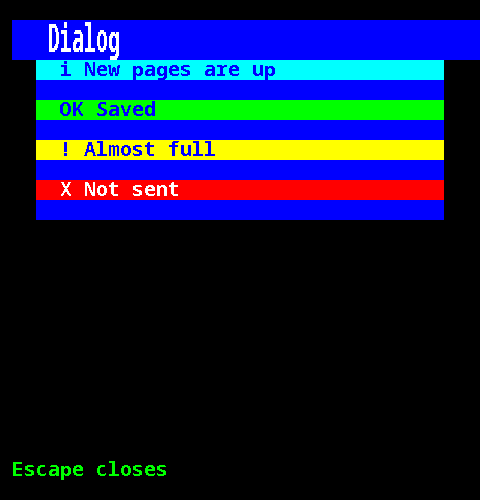 Dialog
i New pages are up
OK Saved
! Almost full
X Not sent
Escape closes